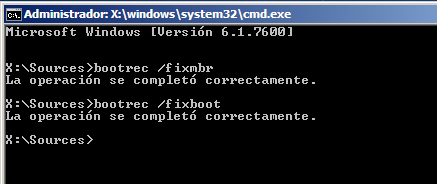 Administrador: X:\windows\system32\cmd.exe
Microsoft Windows [Versión 6.1.7600]
X:\Sources>bootrec /fixmbr
La operación se completó correctamente.
X:\Sources>bootrec /fixboot
La operación se completó correctamente.
X:\Sources>